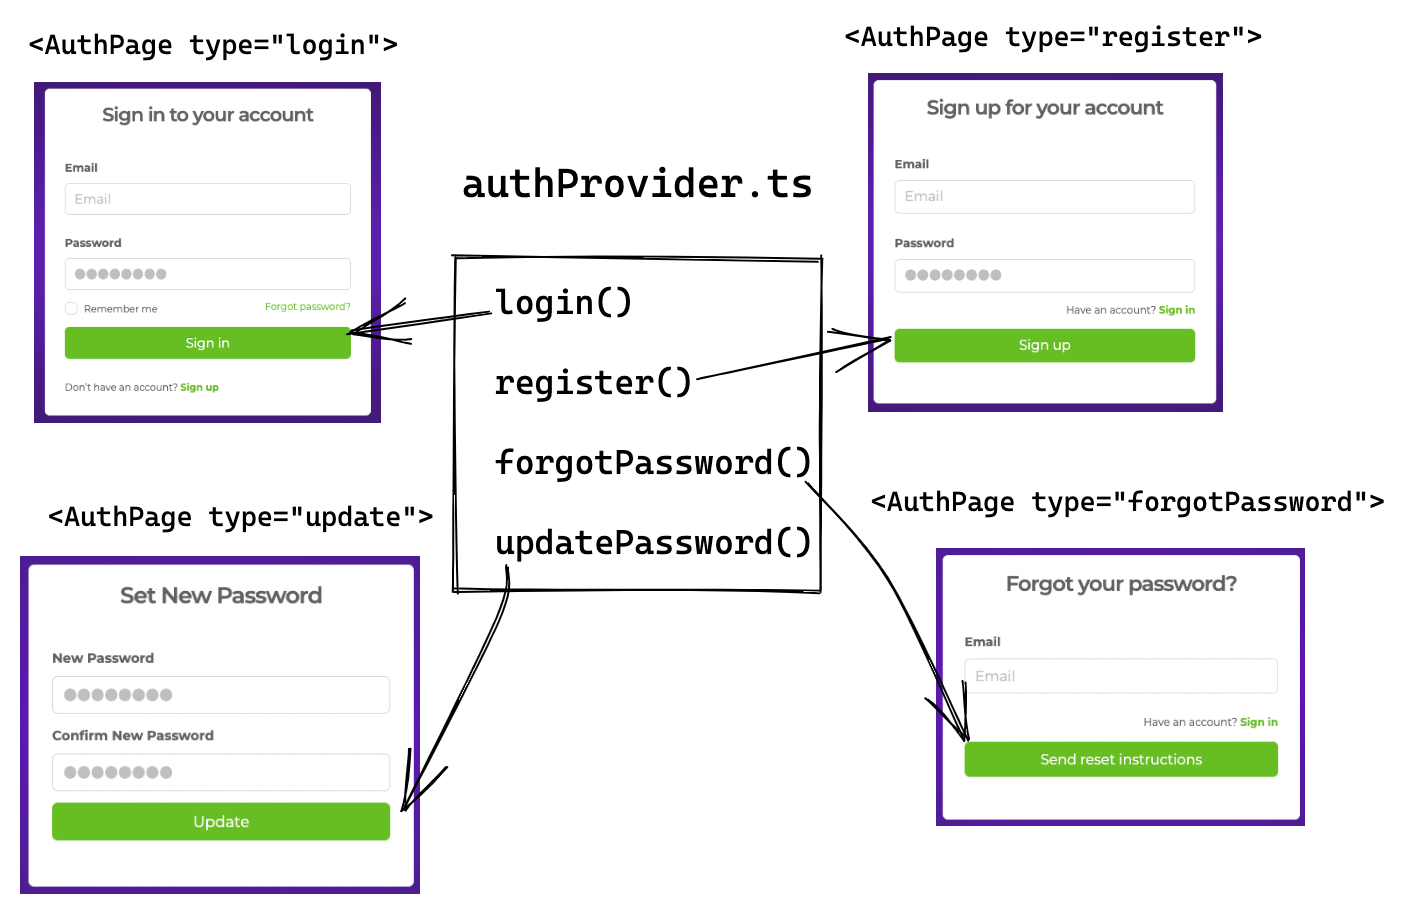 <AuthPage type="login">
Sign in to your account
Email
Email
Password
Remember me
Forgot password?
Sign in
Don't have an account? Sign up
<AuthPage type="register">
Sign up for your account
Email
Email
Password
Have an account? Sign in
Sign up
authProvider.ts
login()
register()
forgotPassword()
updatePassword()
<AuthPage type="update">
Set New Password
New Password
Confirm New Password
Update
<AuthPage type="forgotPassword">
Forgot your password?
Email
Email
Have an account? Sign in
Send reset instructions